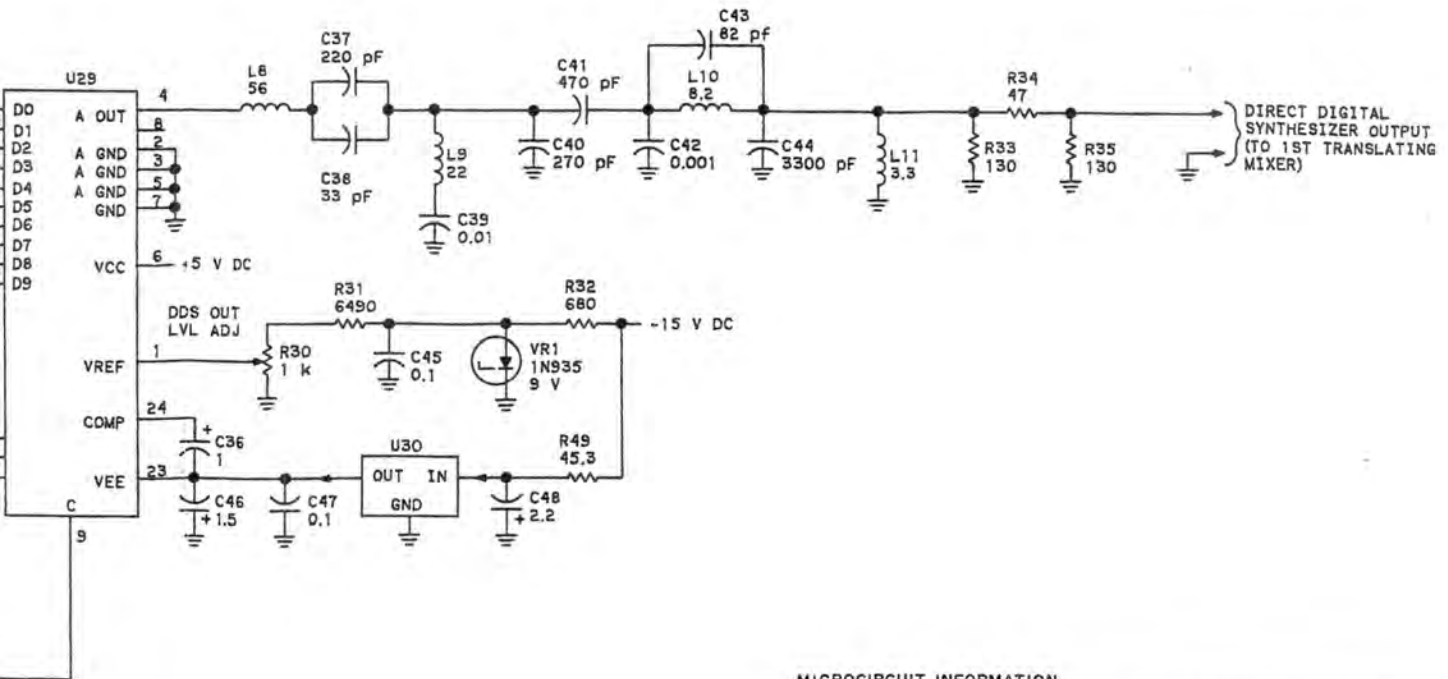 C43
82 pf
C37
220 pF
C41
470 pF
L10
8.2
L8
56
U29
R34
47
4
D0
A OUT
D1
8
D2
A GND
2
D3
A GND
3
D4
A GND
5
D5
GND
7
D6
D7
D8
VCC
6
+5 V DC
D9
C38
33 pF
L9
22
C39
0.01
C40
270 pF
C42
0.001
C44
3300 pF
L11
3.3
R33
130
R35
130
DIRECT DIGITAL
SYNTHESIZER OUTPUT
(TO 1ST TRANSLATING
MIXER)
DDS OUT
LVL ADJ
R31
6490
R32
680
-15 V DC
VREF
1
R30
1 k
C45
0.1
VR1
1N935
9 V
COMP
24
+
C36
1
U30
R49
45.3
VEE
23
OUT IN
GND
C46
+1.5
C47
0.1
C48
+2.2
C
9
MICROCIRCUIT INFORMATION